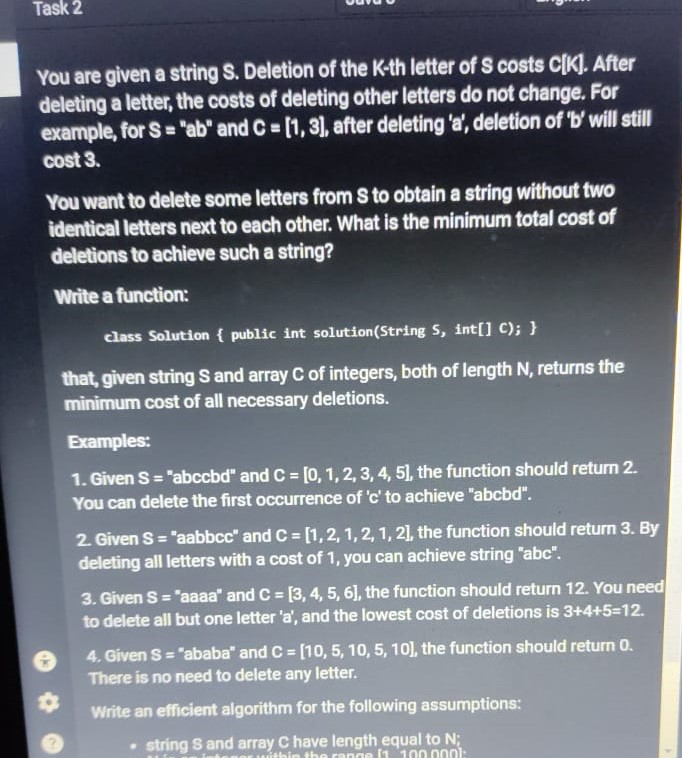 Task 2
You are given a string S. Deletion of the K-th letter of S costs C[K]. After
deleting a letter, the costs of deleting other letters do not change. For
example, for S = "ab" and C = [1, 3], after deleting 'a', deletion of 'b' will still
cost 3.
You want to delete some letters from S to obtain a string without two
identical letters next to each other. What is the minimum total cost of
deletions to achieve such a string?
Write a function:
class Solution { public int solution(String S, int[] C); }
that, given string S and array C of integers, both of length N, returns the
minimum cost of all necessary deletions.
Examples:
1. Given S = "abccbd" and C = [0, 1, 2, 3, 4, 5], the function should return 2.
You can delete the first occurrence of 'c' to achieve "abcbd".
2. Given S = "aabbcc" and C = [1, 2, 1, 2, 1, 2], the function should return 3. By
deleting all letters with a cost of 1, you can achieve string "abc".
3. Given S = "aaaa" and C = [3, 4, 5, 6], the function should return 12. You need
to delete all but one letter 'a', and the lowest cost of deletions is 3+4+5=12.
4. Given S = "ababa" and C = [10, 5, 10, 5, 10], the function should return 0.
There is no need to delete any letter.
Write an efficient algorithm for the following assumptions:
• string S and array C have length equal to N;
within the range [1..100,000];